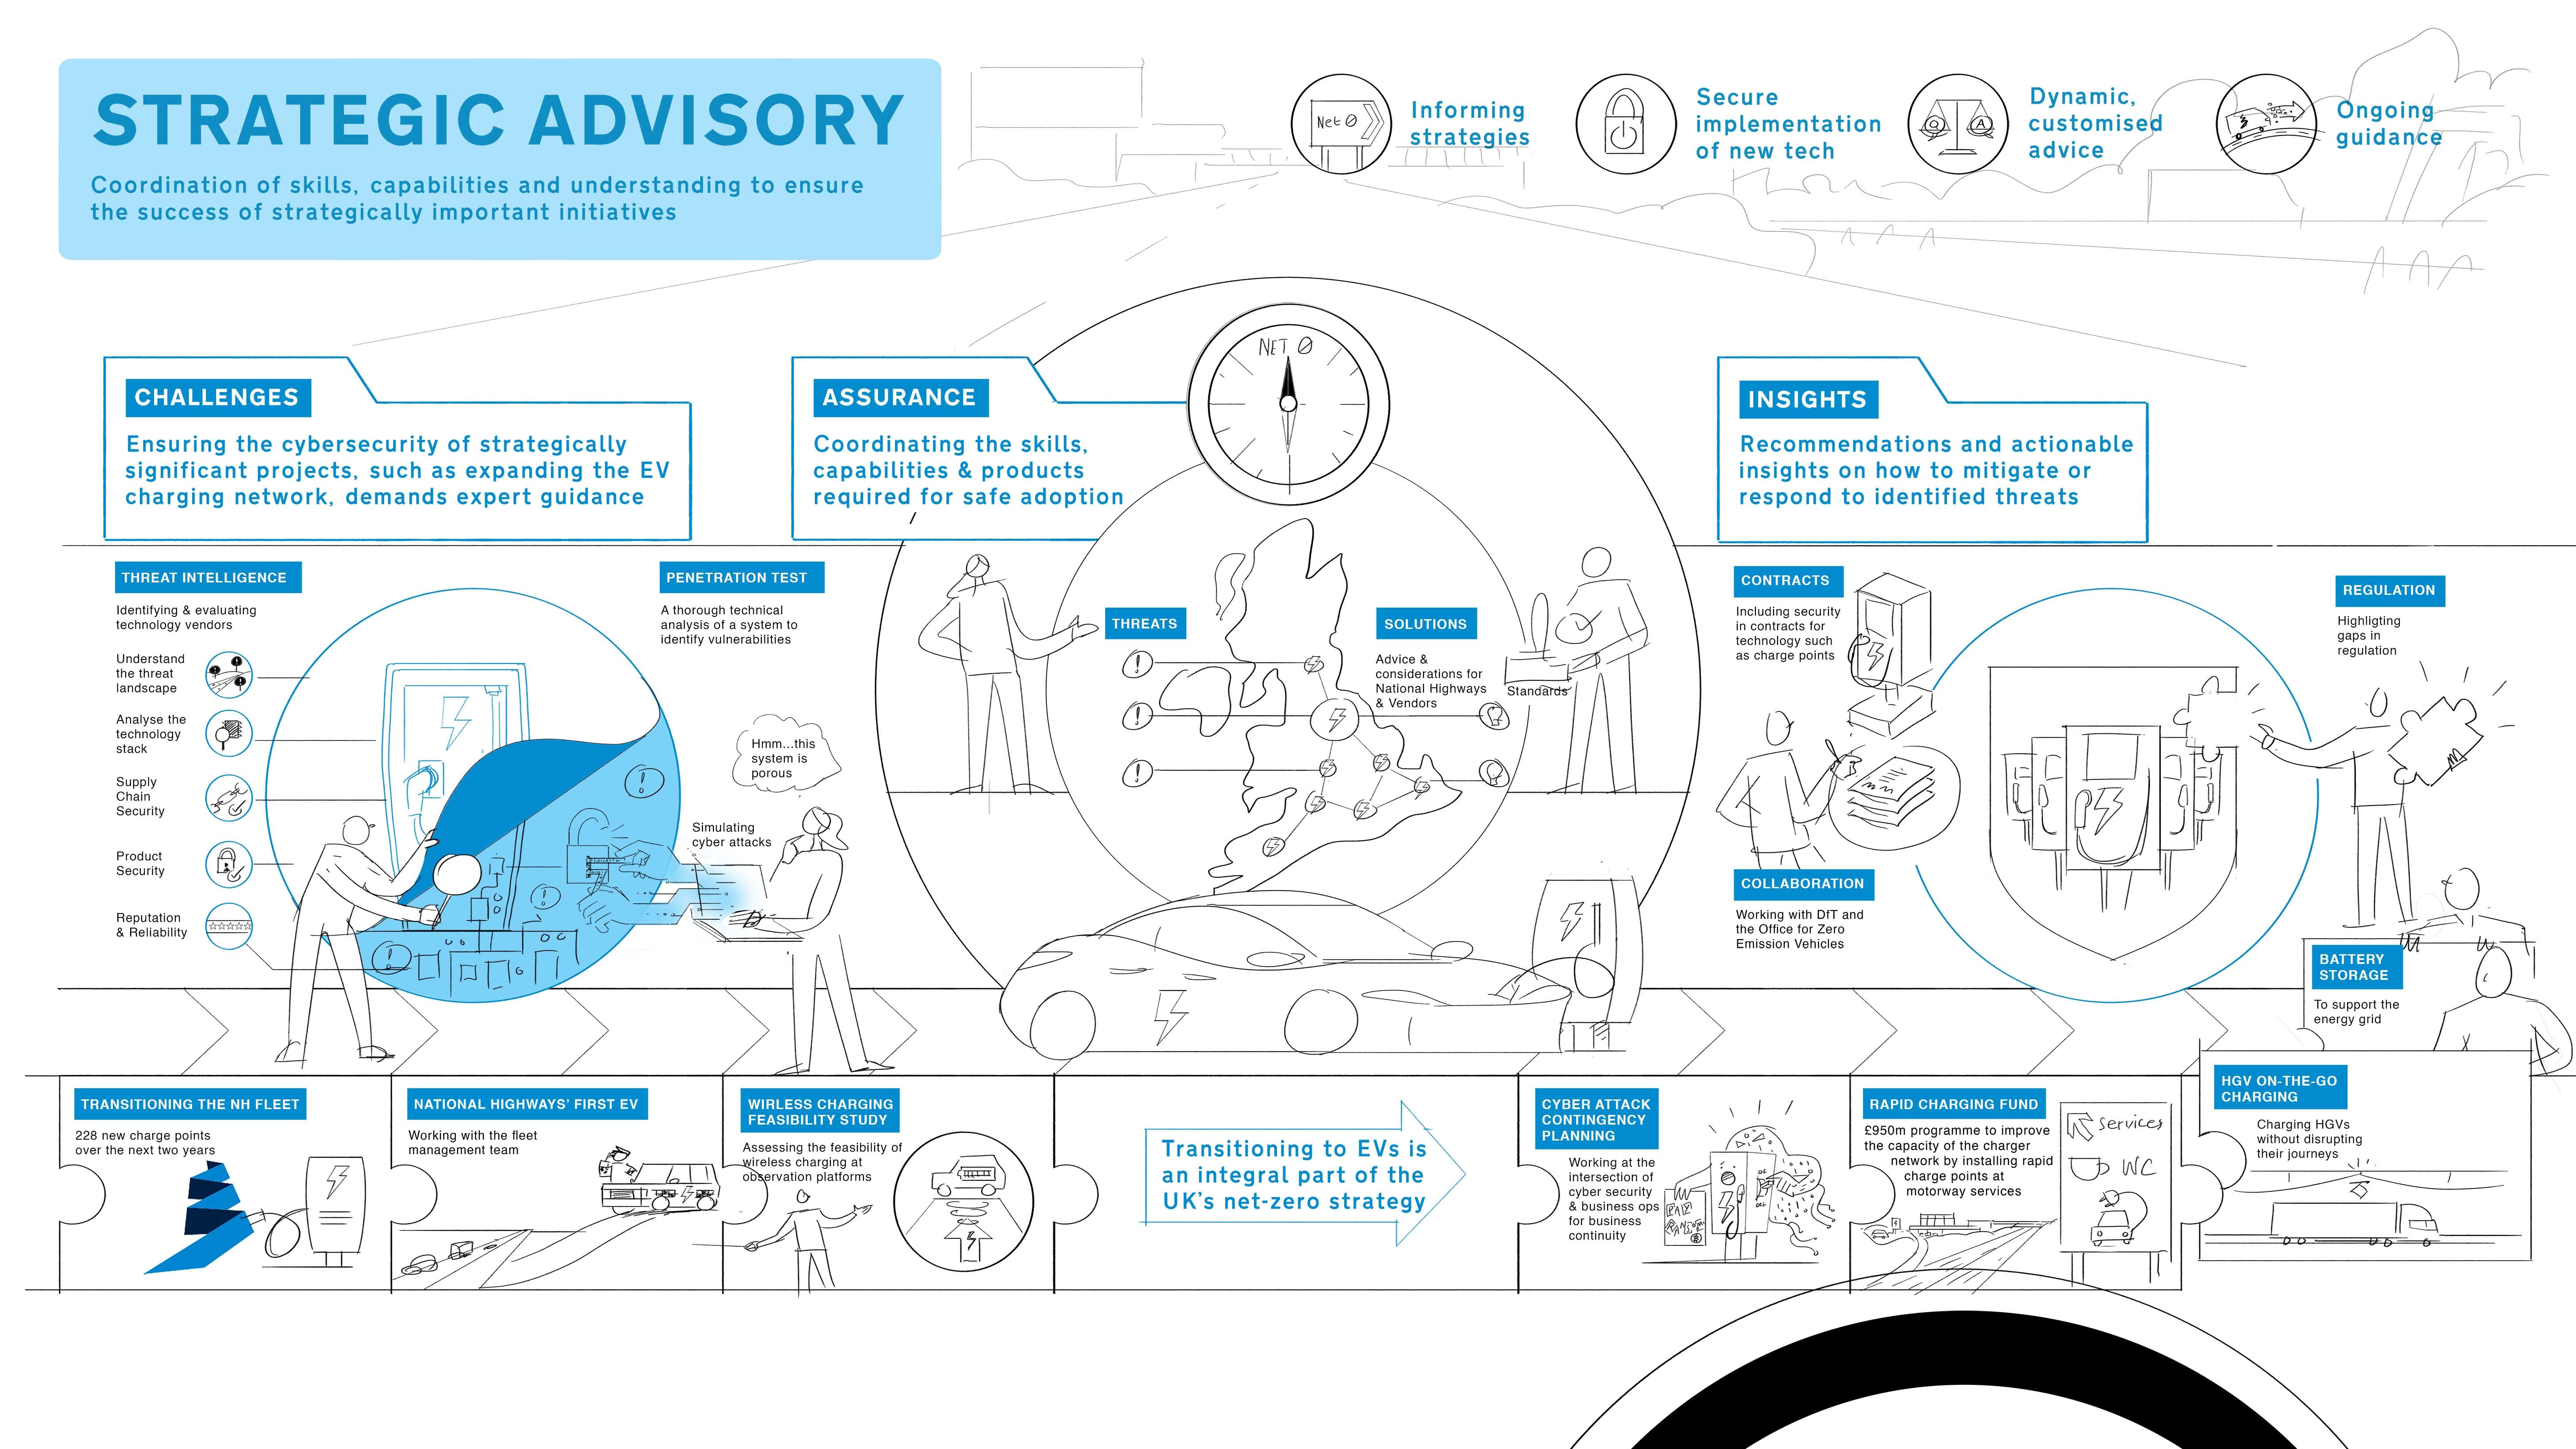 STRATEGIC ADVISORY
Coordination of skills, capabilities and understanding to ensure
the success of strategically important initiatives
Net 0
Informing
strategies
Secure
implementation
of new tech
Q
A
Dynamic,
customised
advice
Ongoing
guidance
CHALLENGES
Ensuring the cybersecurity of strategically
significant projects, such as expanding the EV
charging network, demands expert guidance
ASSURANCE
Coordinating the skills,
capabilities & products
required for safe adoption
NET 0
INSIGHTS
Recommendations and actionable
insights on how to mitigate or
respond to identified threats
THREAT INTELLIGENCE
Identifying & evaluating
technology vendors
Understand
the threat
landscape
Analyse the
technology
stack
Supply
Chain
Security
Product
Security
Reputation
& Reliability
PENETRATION TEST
A thorough technical
analysis of a system to
identify vulnerabilities
Hmm...this
system is
porous
Simulating
cyber attacks
THREATS
SOLUTIONS
Advice &
considerations for
National Highways
& Vendors
Standards
CONTRACTS
Including security
in contracts for
technology such
as charge points
COLLABORATION
Working with DfT and
the Office for Zero
Emission Vehicles
REGULATION
Highligting
gaps in
regulation
BATTERY
STORAGE
To support the
energy grid
TRANSITIONING THE NH FLEET
228 new charge points
over the next two years
NATIONAL HIGHWAYS' FIRST EV
Working with the fleet
management team
WIRLESS CHARGING
FEASIBILITY STUDY
Assessing the feasibility of
wireless charging at
observation platforms
Transitioning to EVs is
an integral part of the
UK's net-zero strategy
CYBER ATTACK
CONTINGENCY
PLANNING
Working at the
intersection of
cyber security
& business ops
for business
continuity
PAY
RANSOM
RAPID CHARGING FUND
£950m programme to improve
the capacity of the charger
network by installing rapid
charge points at
motorway services
Services
WC
HGV ON-THE-GO
CHARGING
Charging HGVs
without disrupting
their journeys